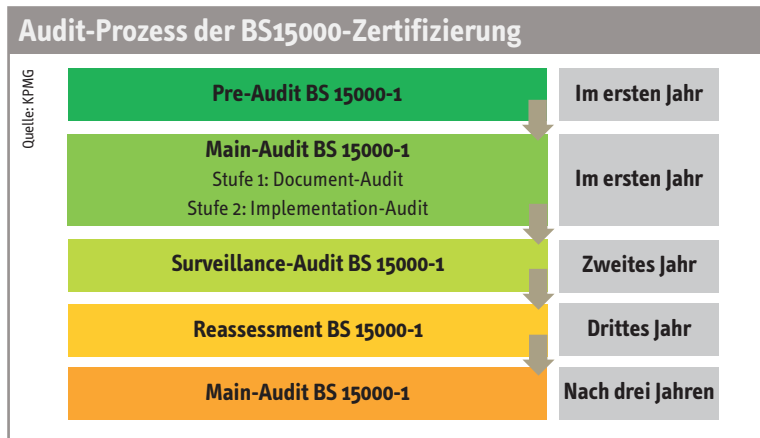 Audit-Prozess der BS15000-Zertifizierung
Quelle: KPMG
Pre-Audit BS 15000-1
Im ersten Jahr
Main-Audit BS 15000-1
Stufe 1: Document-Audit
Stufe 2: Implementation-Audit
Im ersten Jahr
Surveillance-Audit BS 15000-1
Zweites Jahr
Reassessment BS 15000-1
Drittes Jahr
Main-Audit BS 15000-1
Nach drei Jahren